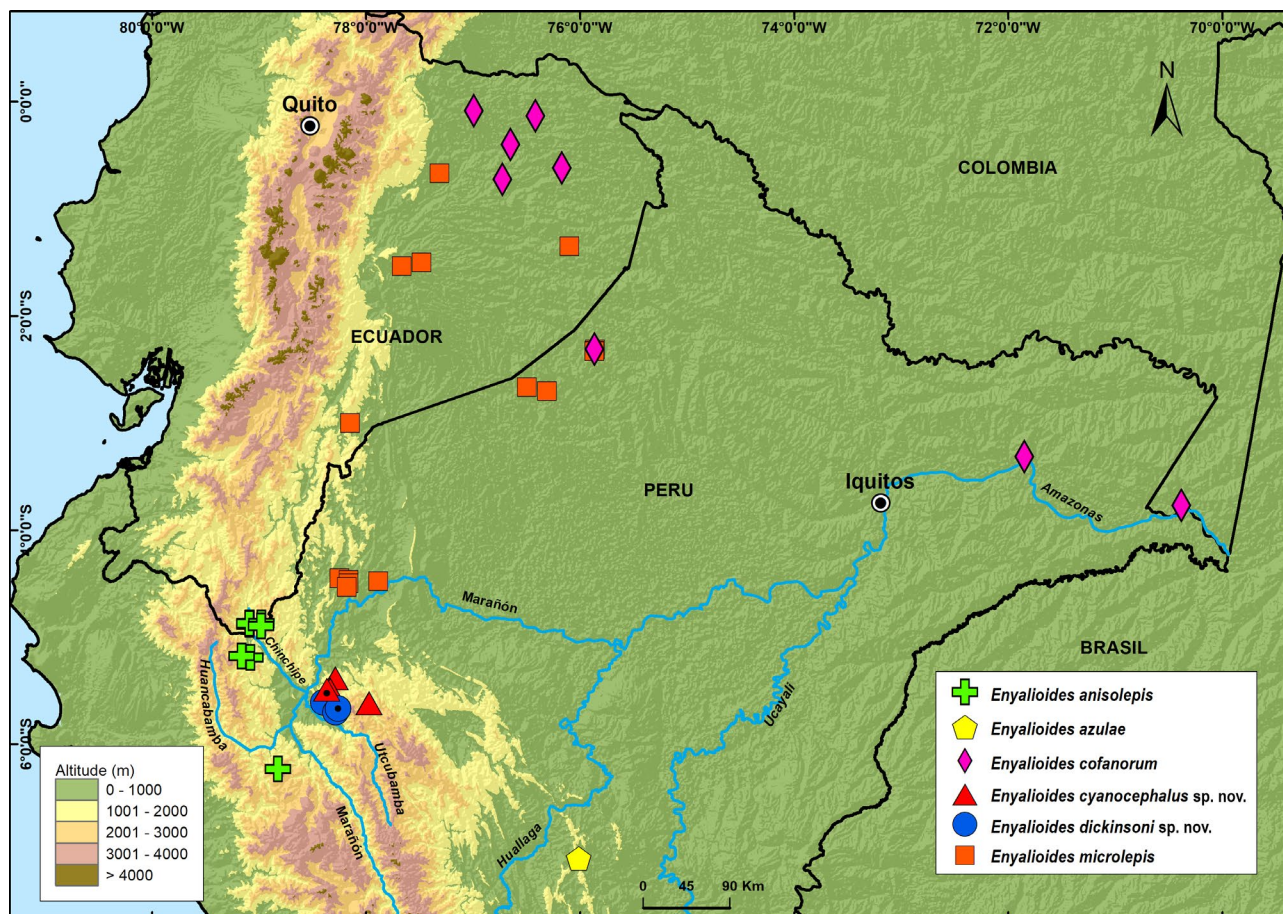 80°0'0"W
78°0'0"W
76°0'0"W
74°0'0"W
72°0'0"W
70°0'0"W
0°0'0"
2°0'0"S
4°0'0"S
6°0'0"S
N
Quito
COLOMBIA
ECUADOR
PERU
Iquitos
Amazonas
Marañón
Chinchipe
Huancabamba
Utcubamba
Marañón
Huallaga
Ucayali
BRASIL
Altitude (m)
0 - 1000
1001 - 2000
2001 - 3000
3001 - 4000
> 4000
0 45 90 Km
Enyalioides anisolepis
Enyalioides azulae
Enyalioides cofanorum
Enyalioides cyanocephalus sp. nov.
Enyalioides dickinsoni sp. nov.
Enyalioides microlepis